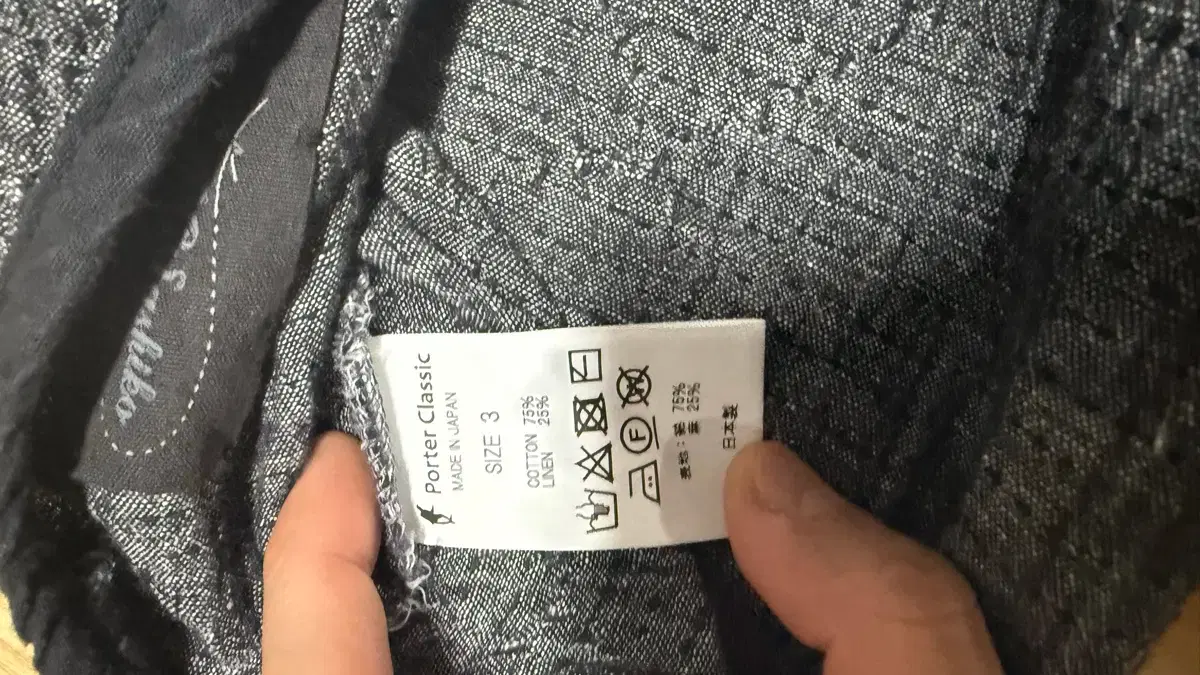 Porter Classic
MADE IN JAPAN
SIZE 3
COTTON 75%
LINEN 25%
F
W
表地：綿 75%
麻 25%
日本製